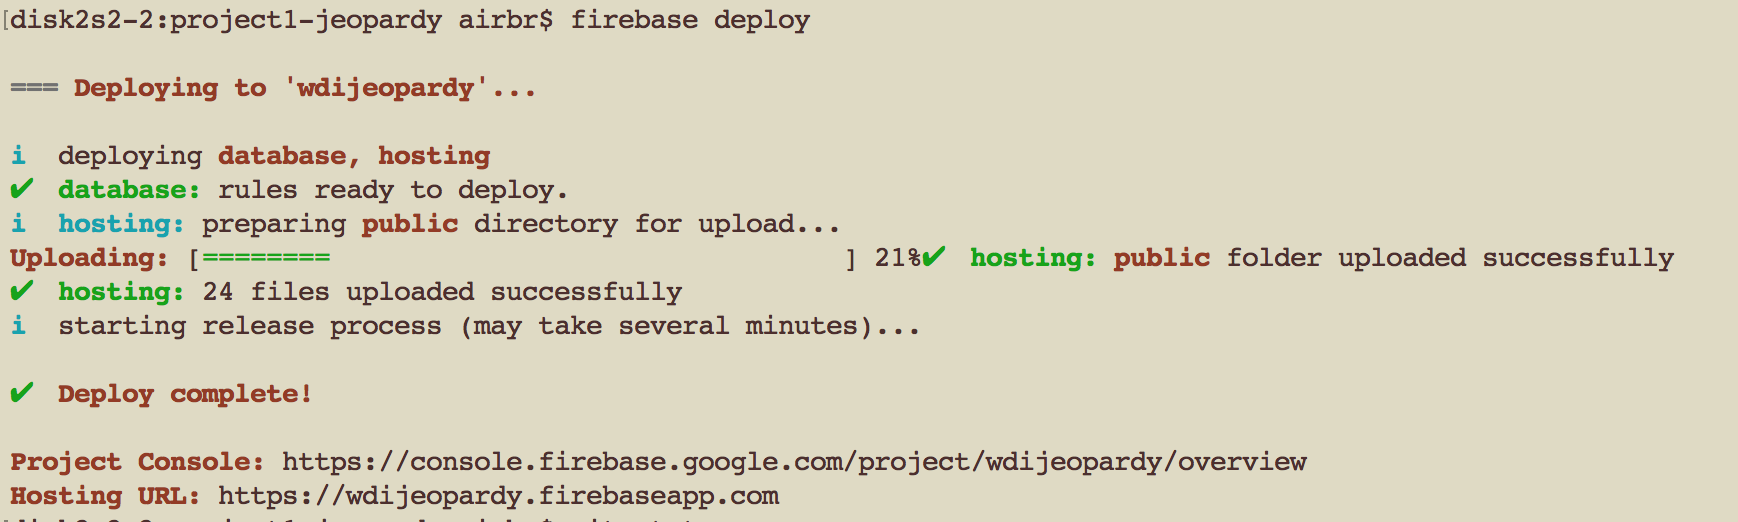 [disk2s2-2:project1-jeopardy airbr$ firebase deploy
=== Deploying to 'wdijeopardy'...
i  deploying database, hosting
✔  database: rules ready to deploy.
i  hosting: preparing public directory for upload...
Uploading: [========                                ] 21%✔  hosting: public folder uploaded successfully
✔  hosting: 24 files uploaded successfully
i  starting release process (may take several minutes)...
✔  Deploy complete!
Project Console: https://console.firebase.google.com/project/wdijeopardy/overview
Hosting URL: https://wdijeopardy.firebaseapp.com